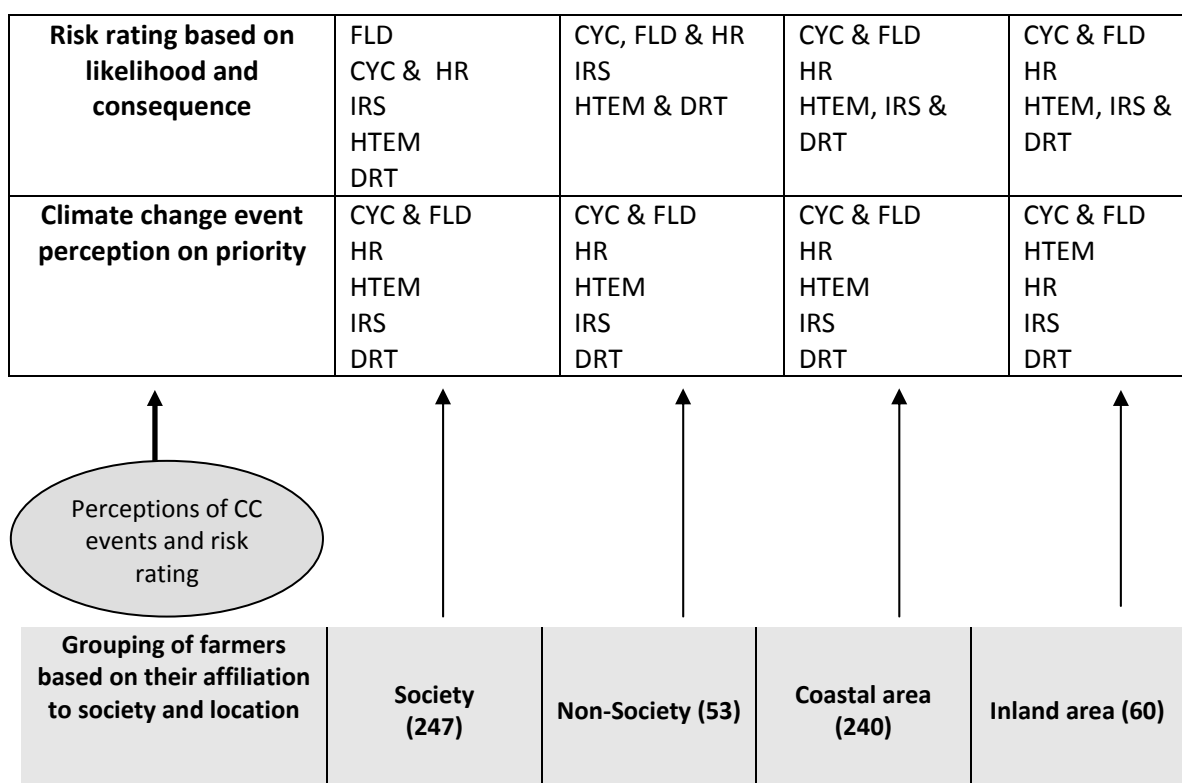 Risk rating based on
likelihood and
consequence
FLD
CYC & HR
IRS
HTEM
DRT
CYC, FLD & HR
IRS
HTEM & DRT
CYC & FLD
HR
HTEM, IRS &
DRT
CYC & FLD
HR
HTEM, IRS &
DRT
Climate change event
perception on priority
CYC & FLD
HR
HTEM
IRS
DRT
CYC & FLD
HR
HTEM
IRS
DRT
CYC & FLD
HR
HTEM
IRS
DRT
CYC & FLD
HTEM
HR
IRS
DRT
Perceptions of CC
events and risk
rating
Grouping of farmers
based on their affiliation
to society and location
Society
(247)
Non-Society (53)
Coastal area
(240)
Inland area (60)